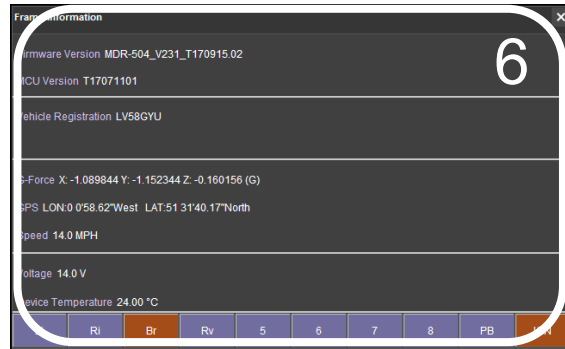 Frame Information ×
6
Firmware Version MDR-504_V231_T170915.02
MCU Version T17071101
Vehicle Registration LV58GYU
G-Force X: -1.089844 Y: -1.152344 Z: -0.160156 (G)
GPS LON:0 0'58.62"West LAT:51 31'40.17"North
Speed 14.0 MPH
Voltage 14.0 V
Device Temperature 24.00 °C
Ri Br Rv 5 6 7 8 PB